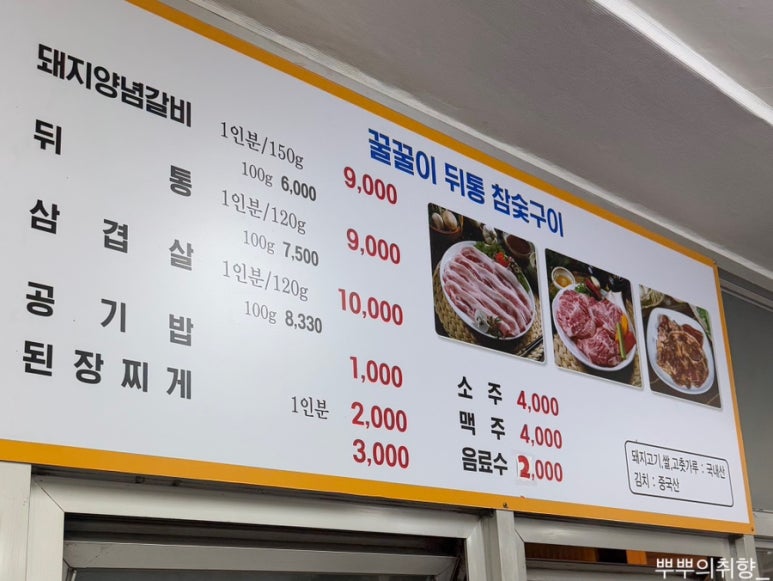 꿀꿀이 뒤통 참숯구이
돼지양념갈비 1인분/150g 9,000
100g 6,000
뒤통 1인분/120g 9,000
100g 7,500
삼겹살 1인분/120g 10,000
100g 8,330
공기밥 1,000
된장찌게 1인분 2,000
3,000
소주 4,000
맥주 4,000
음료수 2,000
돼지고기,쌀,고춧가루 : 국내산
김치 : 중국산
뿌뿌의취향_